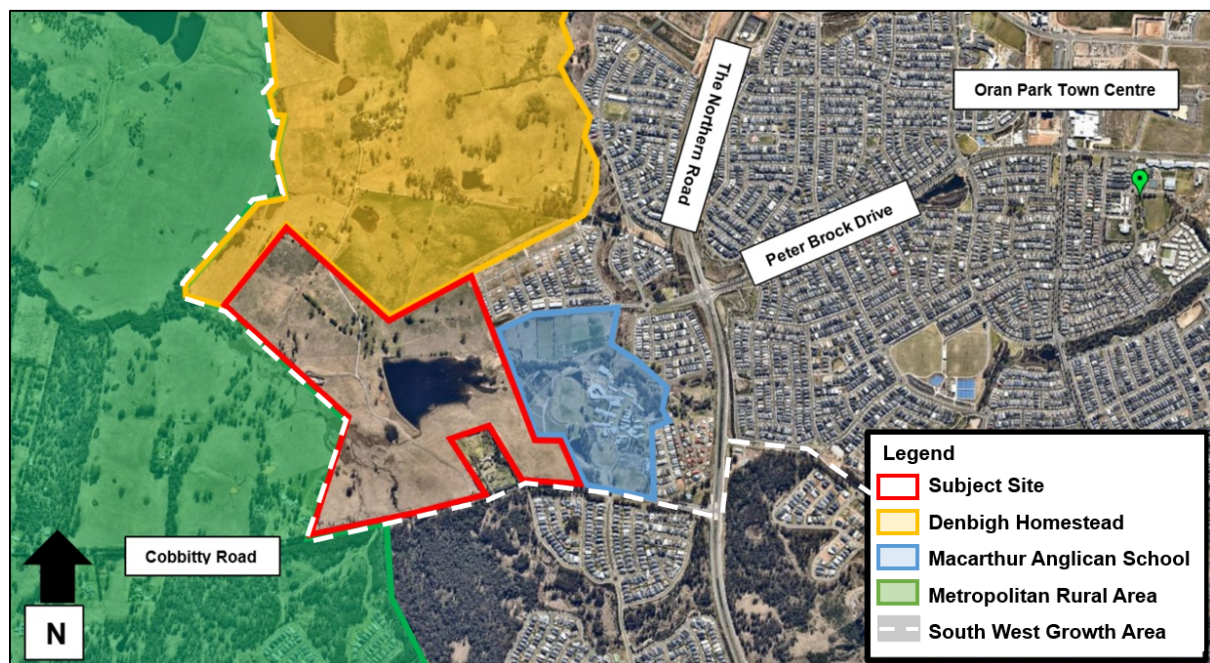 The Northern Road
Oran Park Town Centre
Peter Brock Drive
Cobbitty Road
N
Legend
Subject Site
Denbigh Homestead
Macarthur Anglican School
Metropolitan Rural Area
South West Growth Area